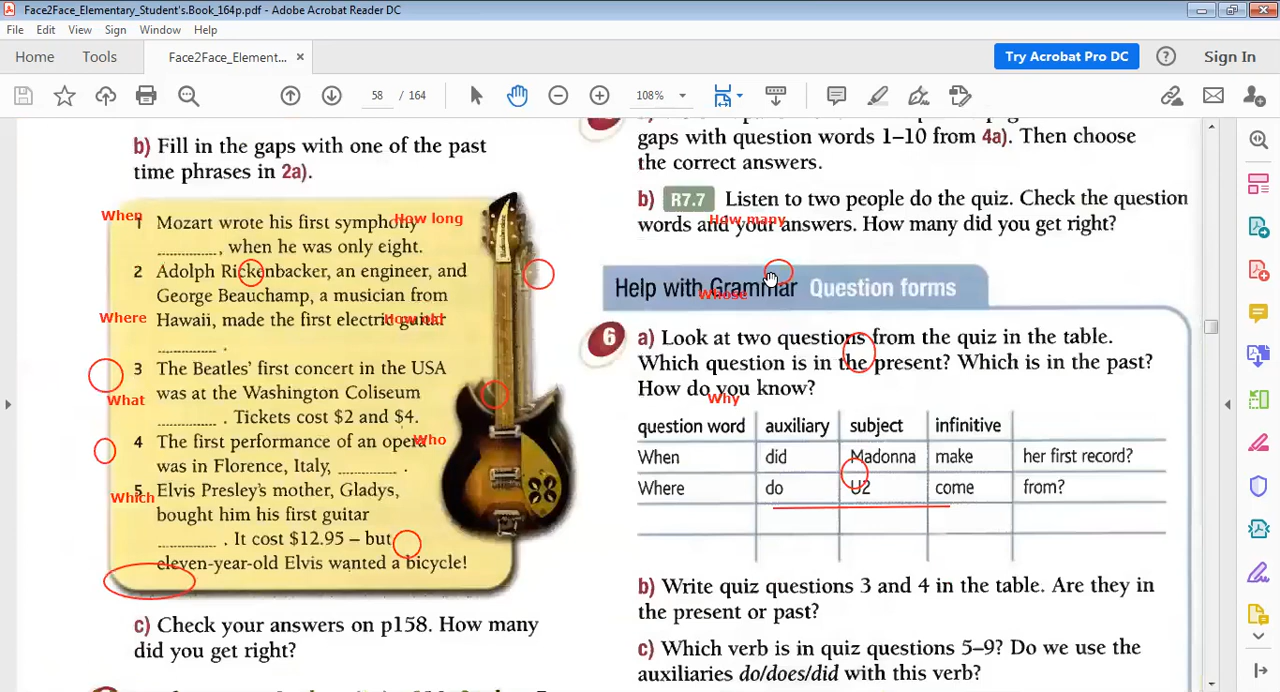 Face2Face_Elementary_Student's.Book_164p.pdf - Adobe Acrobat Reader DC
File Edit View Sign Window Help
Home Tools Face2Face_Element... × Try Acrobat Pro DC Sign In
58 / 164 108%
b) Fill in the gaps with one of the past
time phrases in 2a).
1 Mozart wrote his first symphony
, when he was only eight.
2 Adolph Rickenbacker, an engineer, and
George Beauchamp, a musician from
Hawaii, made the first electric guitar
.
3 The Beatles' first concert in the USA
was at the Washington Coliseum
. Tickets cost $2 and $4.
4 The first performance of an opera
was in Florence, Italy, .
5 Elvis Presley's mother, Gladys,
bought him his first guitar
. It cost $12.95 – but
eleven-year-old Elvis wanted a bicycle!
When
How long
Where
How old
What
Who
Which
c) Check your answers on p158. How many
did you get right?
gaps with question words 1–10 from 4a). Then choose
the correct answers.
b) R7.7 Listen to two people do the quiz. Check the question
words and your answers. How many did you get right?
How many
Help with Grammar Question forms
Whose
6 a) Look at two questions from the quiz in the table.
Which question is in the present? Which is in the past?
How do you know?
Why
question word auxiliary subject infinitive
When did Madonna make her first record?
Where do U2 come from?
b) Write quiz questions 3 and 4 in the table. Are they in
the present or past?
c) Which verb is in quiz questions 5–9? Do we use the
auxiliaries do/does/did with this verb?